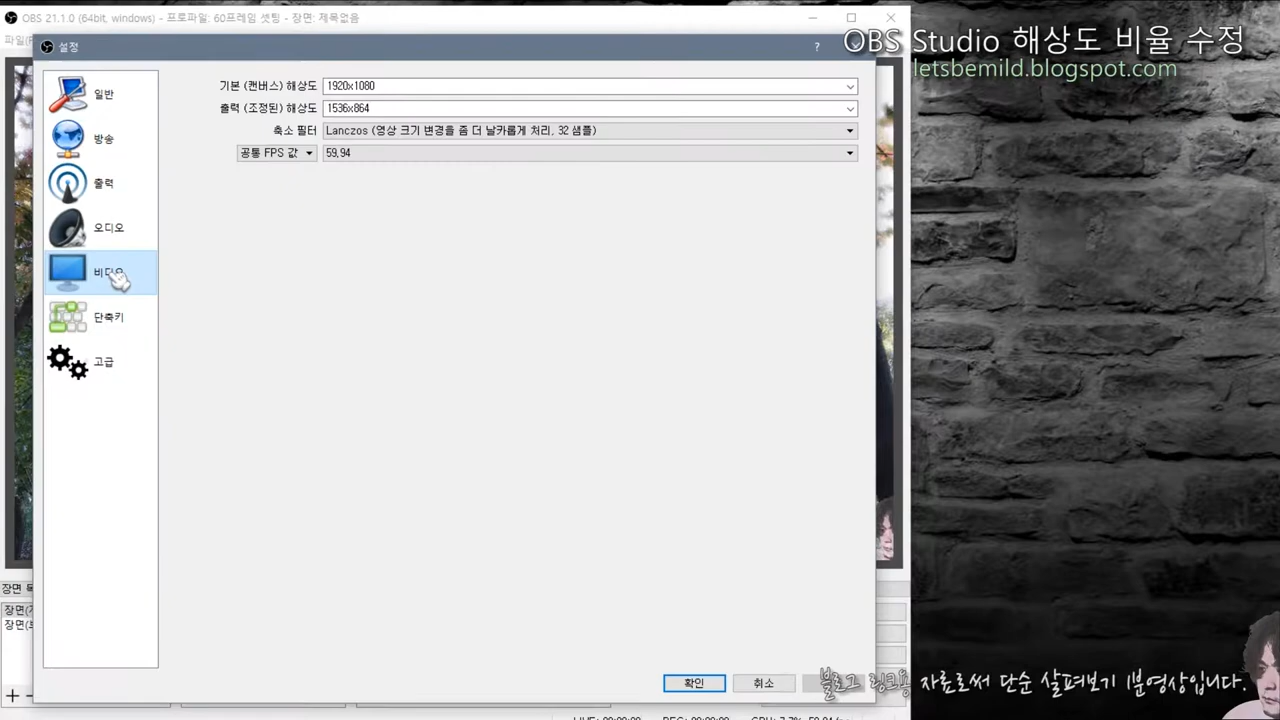 OBS 21.1.0 (64bit, windows) - 프로파일: 60프레임 셋팅 - 장면: 제목없음
설정
?
OBS Studio 해상도 비율 수정
letsbemild.blogspot.com
일반
방송
출력
오디오
비디오
단축키
고급
기본 (캔버스) 해상도 1920x1080
출력 (조정된) 해상도 1536x864
축소 필터 Lanczos (영상 크기 변경을 좀 더 날카롭게 처리, 32 샘플)
공통 FPS 값 59.94
장면
확인
취소
블로그 링크용 자료로써 단순 살펴보기 1분영상입니다.